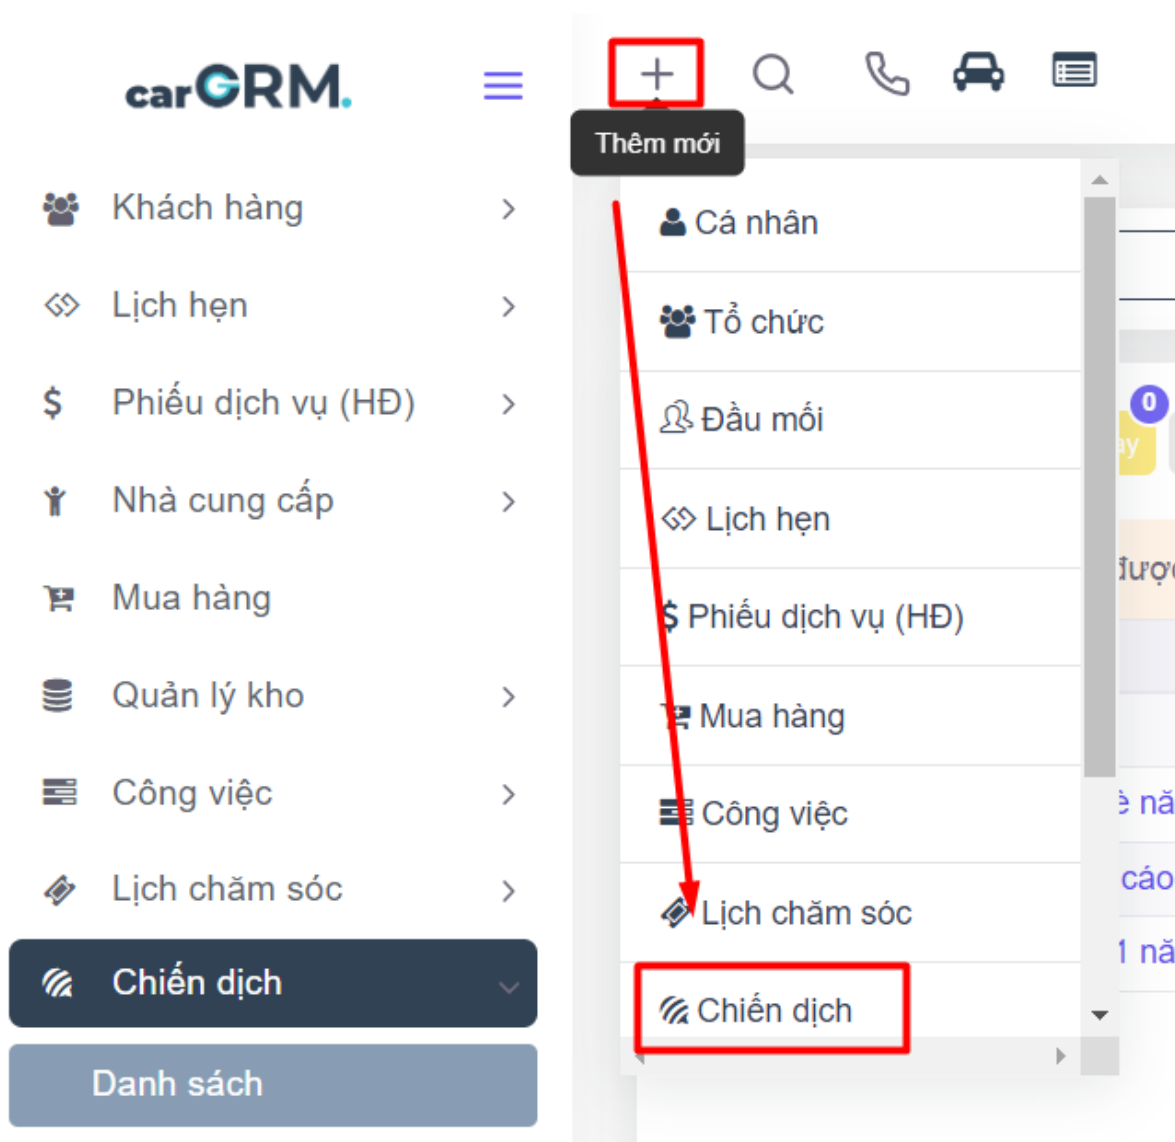 carGRM.
Khách hàng
Lịch hẹn
Phiếu dịch vụ (HĐ)
Nhà cung cấp
Mua hàng
Quản lý kho
Công việc
Lịch chăm sóc
Chiến dịch
Danh sách
Thêm mới
Cá nhân
Tổ chức
Đầu mối
Lịch hẹn
Phiếu dịch vụ (HĐ)
Mua hàng
Công việc
Lịch chăm sóc
Chiến dịch
0
cáo